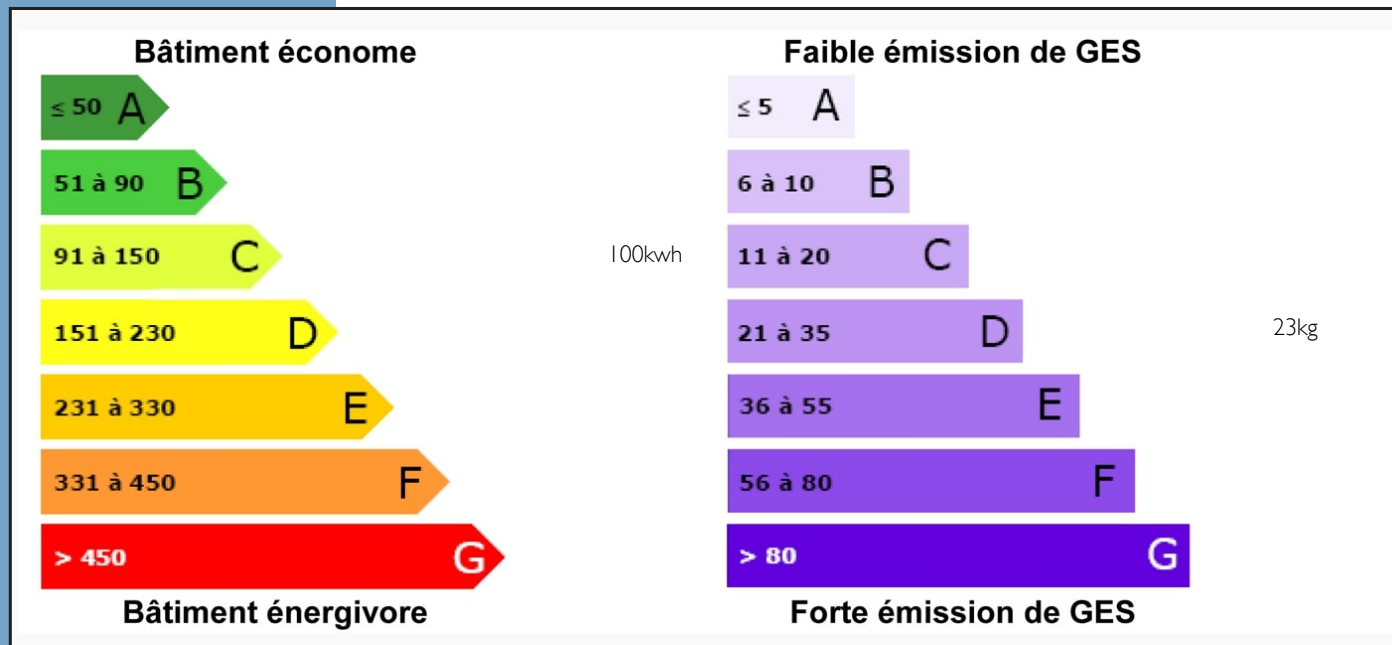 Bâtiment économe
≤ 50 A
51 à 90 B
91 à 150 C
100kwh
151 à 230 D
231 à 330 E
331 à 450 F
> 450 G
Bâtiment énergivore
Faible émission de GES
≤ 5 A
6 à 10 B
11 à 20 C
21 à 35 D
23kg
36 à 55 E
56 à 80 F
> 80 G
Forte émission de GES